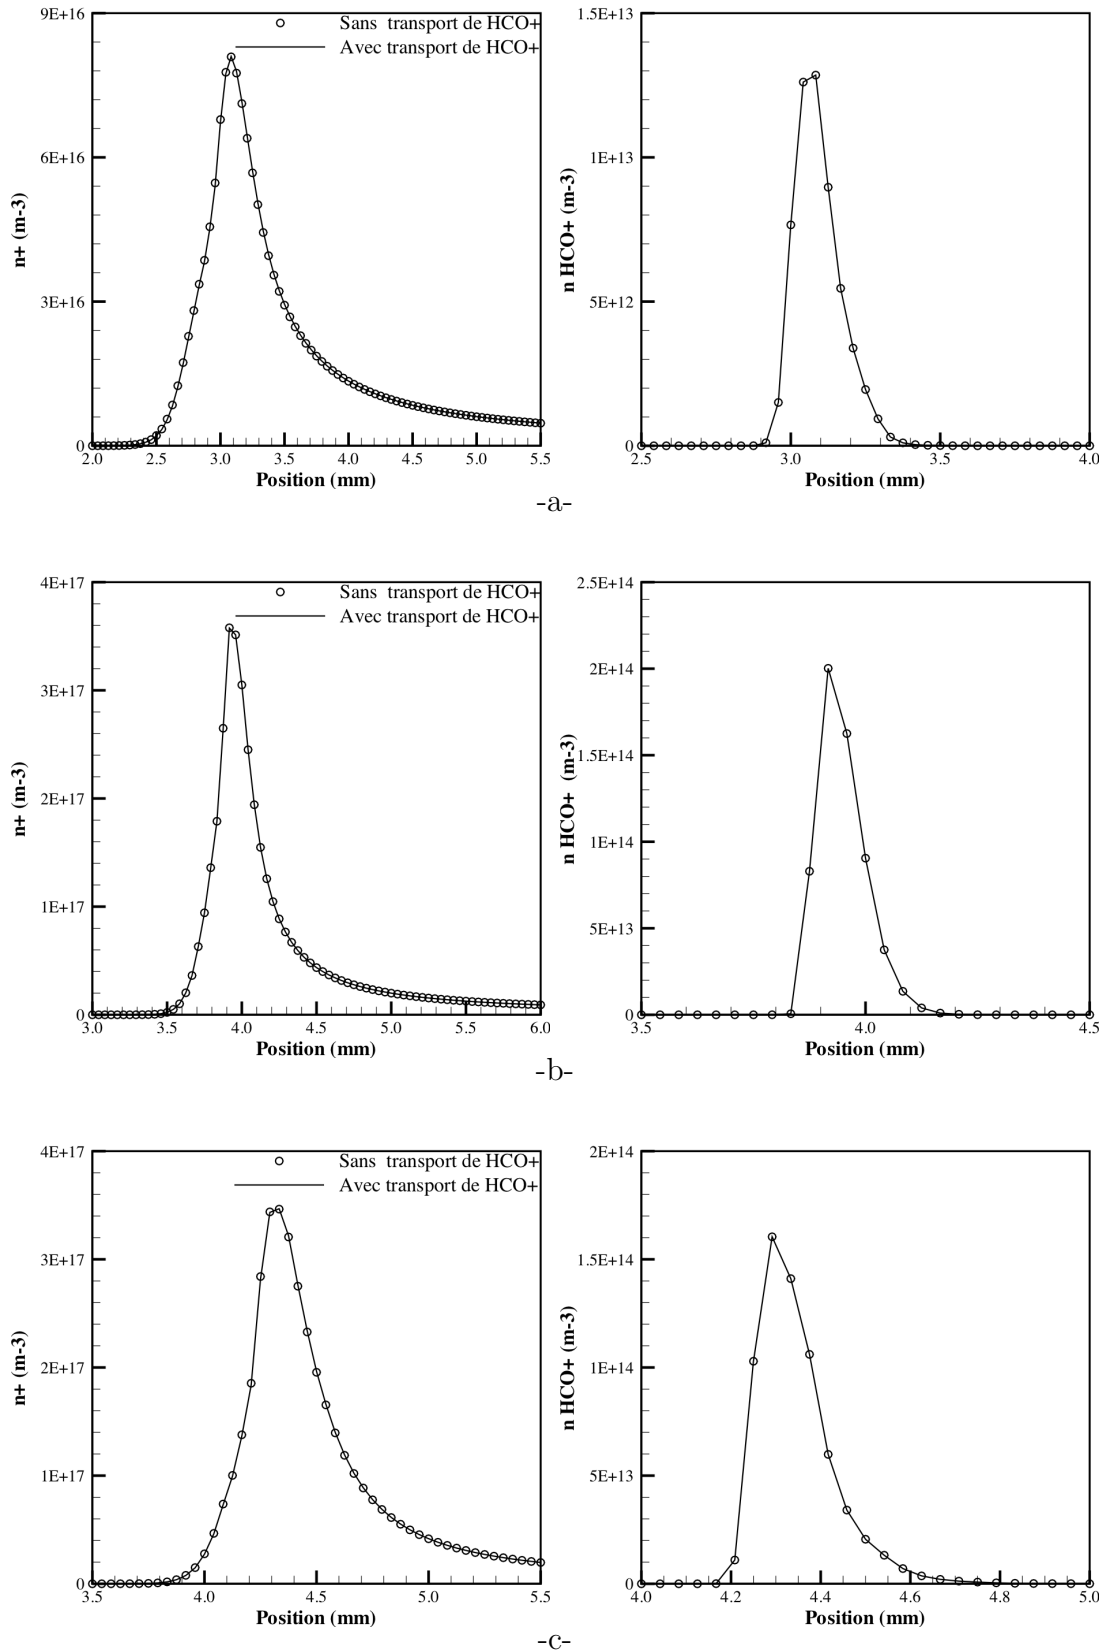 9E+16
6E+16
3E+16
0
n+ (m-3)
Sans transport de HCO+
Avec transport de HCO+
2.0 2.5 3.0 3.5 4.0 4.5 5.0 5.5
Position (mm)
1.5E+13
1E+13
5E+12
0
n HCO+ (m-3)
2.5 3.0 3.5 4.0
Position (mm)
-a-
4E+17
3E+17
2E+17
1E+17
0
n+ (m-3)
Sans transport de HCO+
Avec transport de HCO+
3.0 3.5 4.0 4.5 5.0 5.5 6.0
Position (mm)
2.5E+14
2E+14
1.5E+14
1E+14
5E+13
0
n HCO+ (m-3)
3.5 4.0 4.5
Position (mm)
-b-
4E+17
3E+17
2E+17
1E+17
0
n+ (m-3)
Sans transport de HCO+
Avec transport de HCO+
3.5 4.0 4.5 5.0 5.5
Position (mm)
2E+14
1.5E+14
1E+14
5E+13
0
n HCO+ (m-3)
4.0 4.2 4.4 4.6 4.8 5.0
Position (mm)
-c-